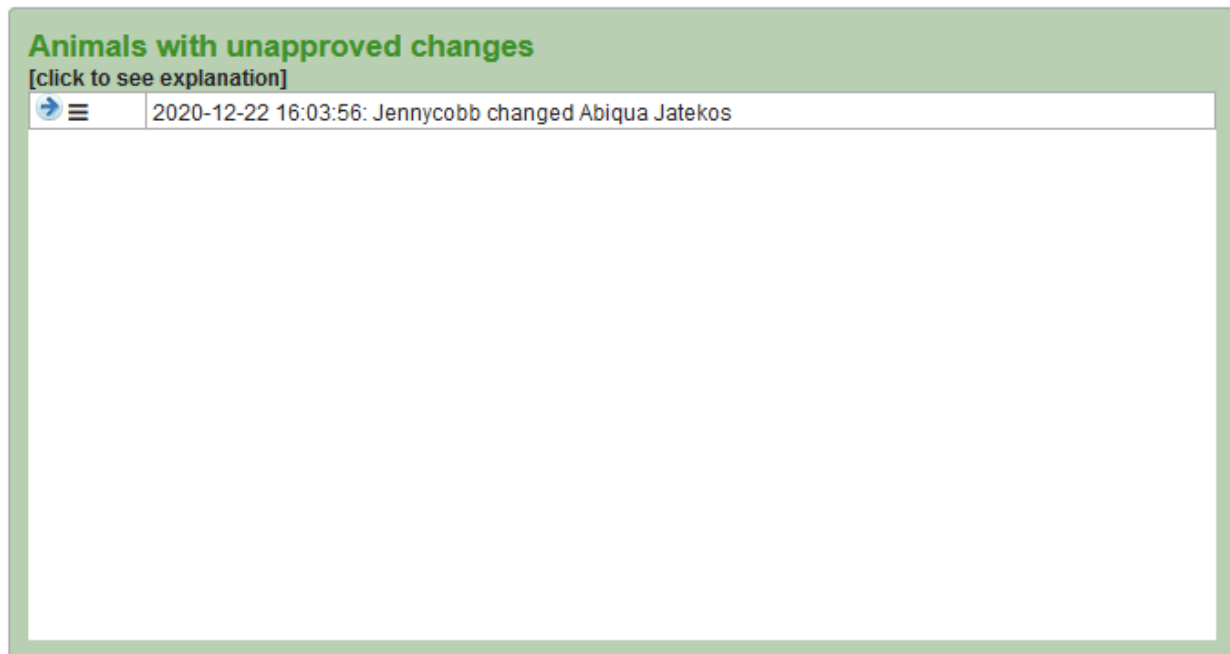 Animals with unapproved changes
[click to see explanation]
2020-12-22 16:03:56: Jennycobb changed Abiqua Jatekos